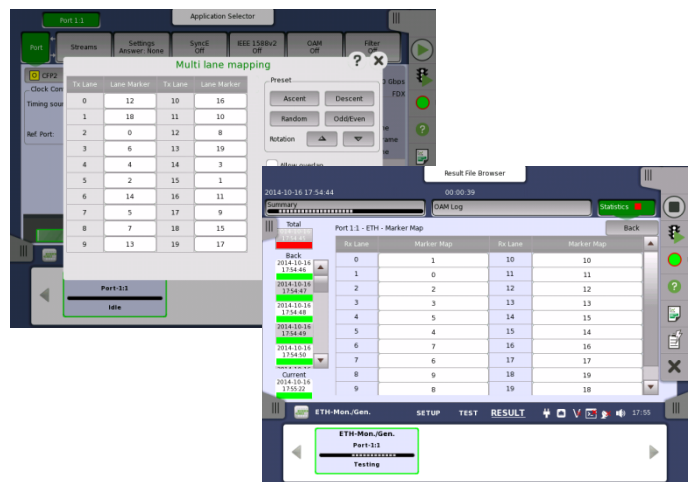 Port 1:1
Application Selector
Port
Streams
Settings
Answer: None
SyncE
Off
IEEE 1588v2
Off
OAM
Off
Filter
Off
Multi lane mapping
? X
CFP2
Clock Con
Timing sour
Ref. Port:
Gbps
FDX
Tx Lane Lane Marker Tx Lane Lane Marker
0 12 10 16
1 18 11 10
2 0 12 8
3 6 13 19
4 4 14 3
5 2 15 1
6 14 16 11
7 5 17 9
8 7 18 15
9 13 19 17
Preset
Ascent Descent
Random Odd/Even
Rotation
Allow overlap
Port-1:1
Idle
Result File Browser
2014-10-16 17:54:44
00:00:39
Summary
OAM Log
Statistics
Total
Port 1:1 - ETH - Marker Map
Back
Rx Lane Marker Map Rx Lane Marker Map
0 1 10 10
1 0 11 11
2 2 12 12
3 3 13 13
4 5 14 15
5 4 15 14
6 7 16 16
7 6 17 17
8 9 18 19
9 8 19 18
Back
2014-10-16
17:54:46
2014-10-16
17:54:47
2014-10-16
17:54:48
2014-10-16
17:54:49
2014-10-16
17:54:50
Current
2014-10-16
17:55:22
ETH-Mon./Gen. SETUP TEST RESULT 17:55
ETH-Mon./Gen.
Port-1:1
Testing